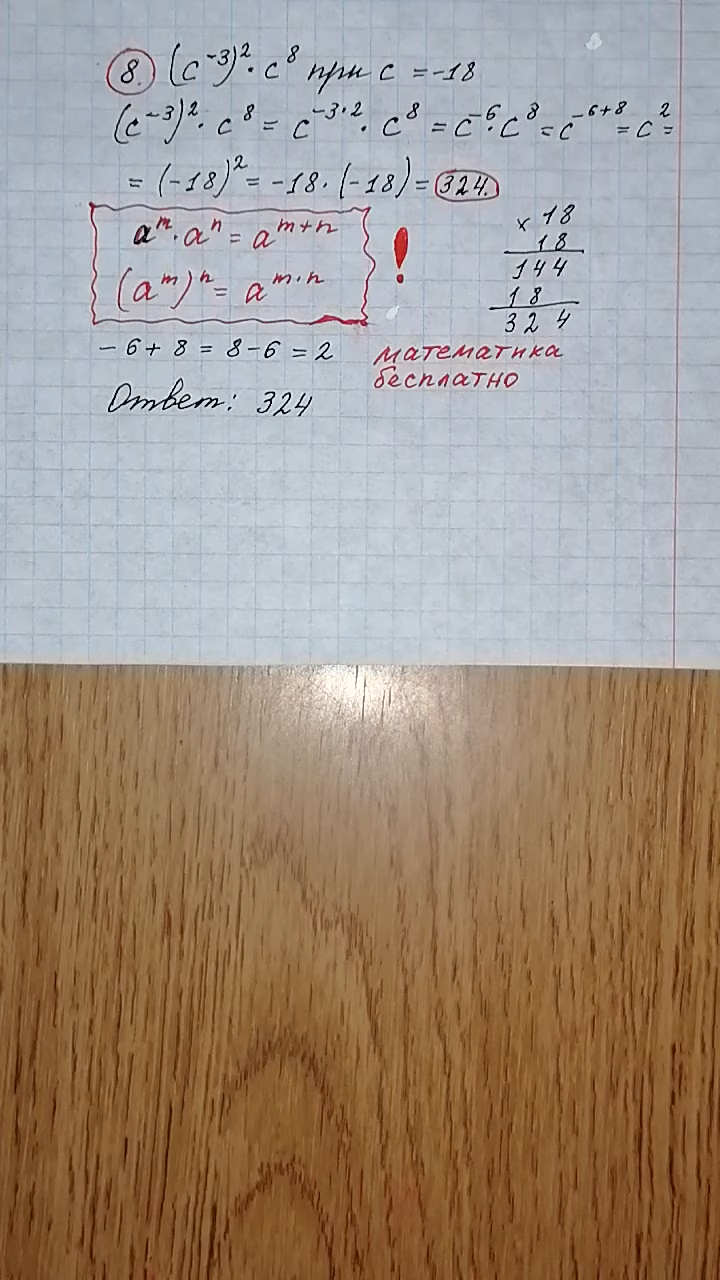 8. (c⁻³)² · c⁸ при c = -18
(c⁻³)² · c⁸ = c⁻³·² · c⁸ = c⁻⁶ · c⁸ = c⁻⁶⁺⁸ = c² =
= (-18)² = -18 · (-18) = 324.
aᵐ · aⁿ = aᵐ⁺ⁿ
(aᵐ)ⁿ = aᵐ·ⁿ
!
× 18
18
144
18
324
- 6 + 8 = 8 - 6 = 2
математика
бесплатно
Ответ: 324